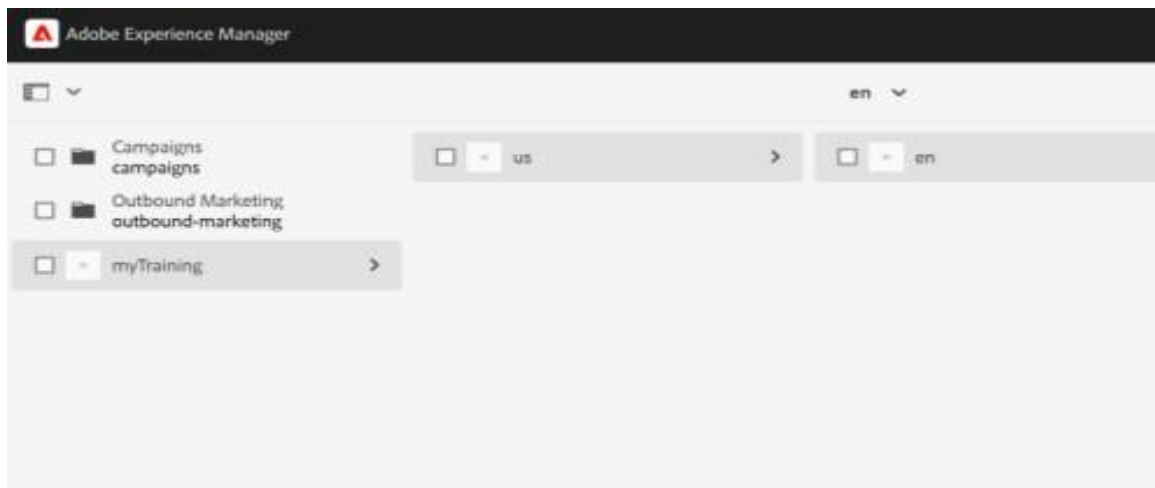 Adobe Experience Manager
en
Campaigns
campaigns
Outbound Marketing
outbound-marketing
myTraining
us
en